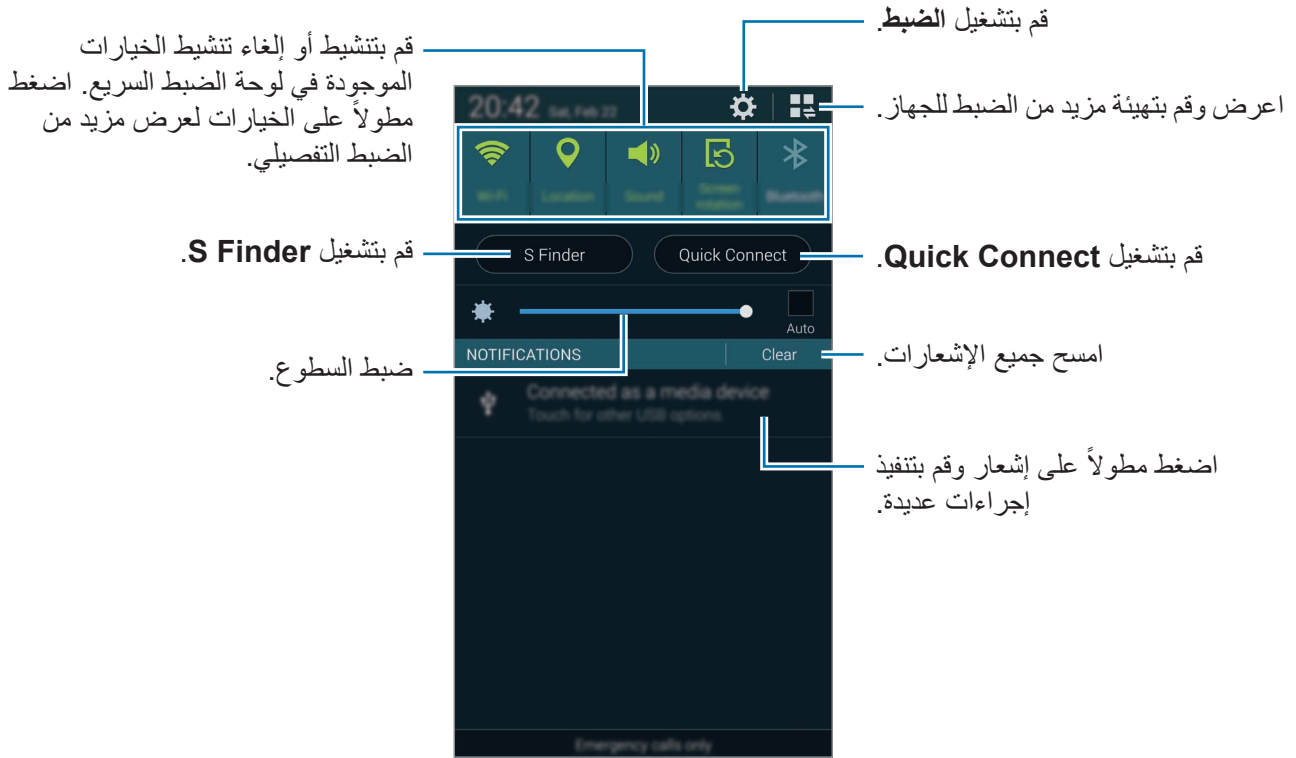 قم بتشغيل الضبط.
قم بتنشيط أو إلغاء تنشيط الخيارات
الموجودة في لوحة الضبط السريع. اضغط
مطولاً على الخيارات لعرض مزيد من
الضبط التفصيلي.
اعرض وقم بتهيئة مزيد من الضبط للجهاز.
20:42 Sat, Feb 22
Wi-Fi
Location
Sound
Screen
rotation
Bluetooth
قم بتشغيل S Finder.
S Finder
Quick Connect
قم بتشغيل Quick Connect.
Auto
NOTIFICATIONS
Clear
امسح جميع الإشعارات.
ضبط السطوع.
Connected as a media device
Touch for other USB options.
اضغط مطولاً على إشعار وقم بتنفيذ
إجراءات عديدة.
Emergency calls only